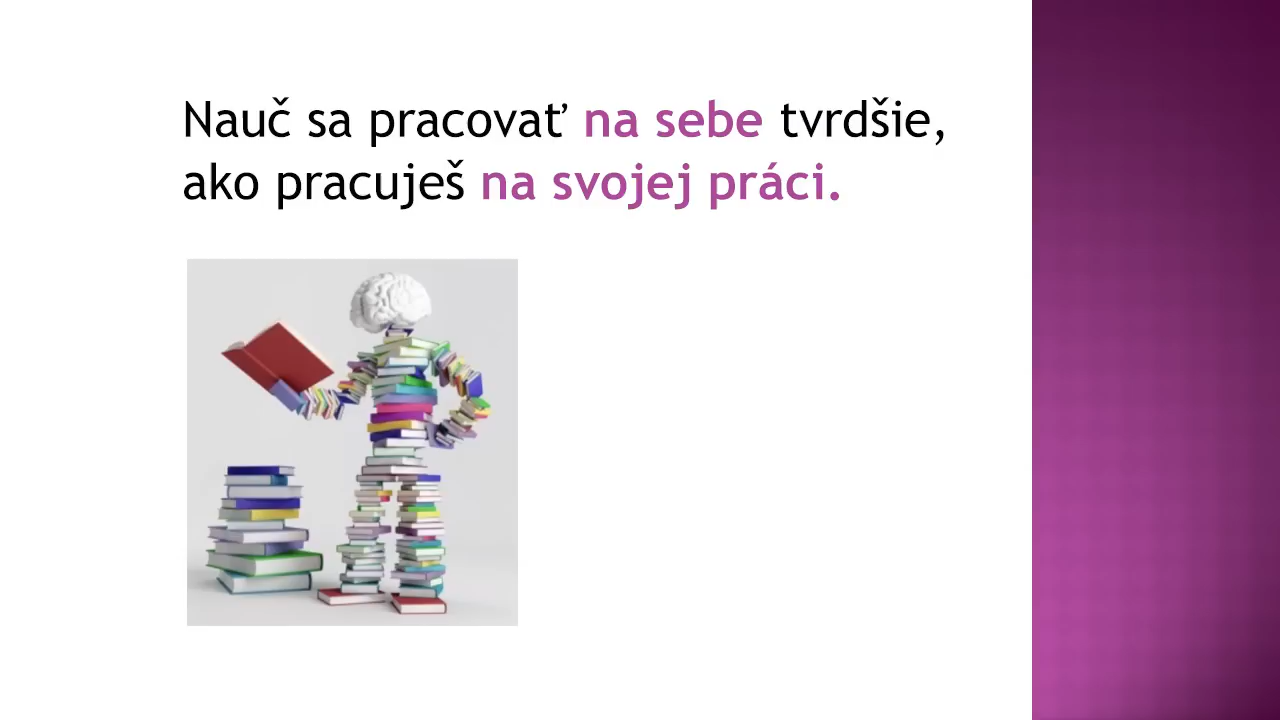 Nauč sa pracovať na sebe tvrdšie,
ako pracuješ na svojej práci.